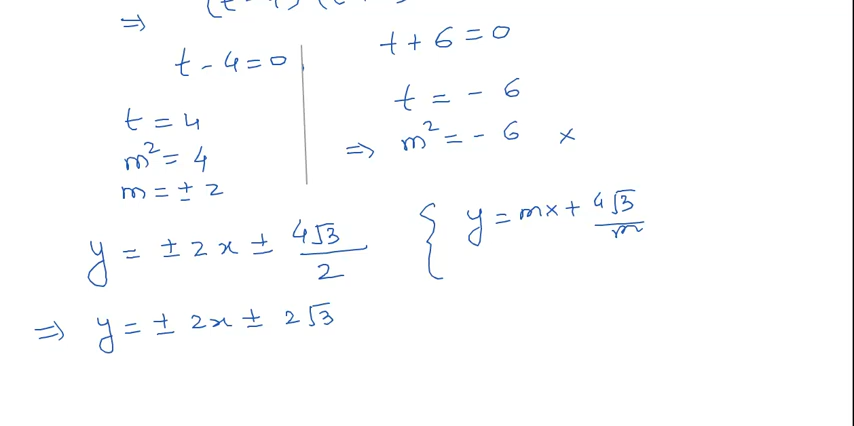 ⇒
t - 4 = 0
t = 4
m² = 4
m = ± 2
t + 6 = 0
t = - 6
⇒ m² = - 6 ×
y = ± 2x ± 4√3/2 { y = mx + 4√3/m
⇒ y = ± 2x ± 2√3